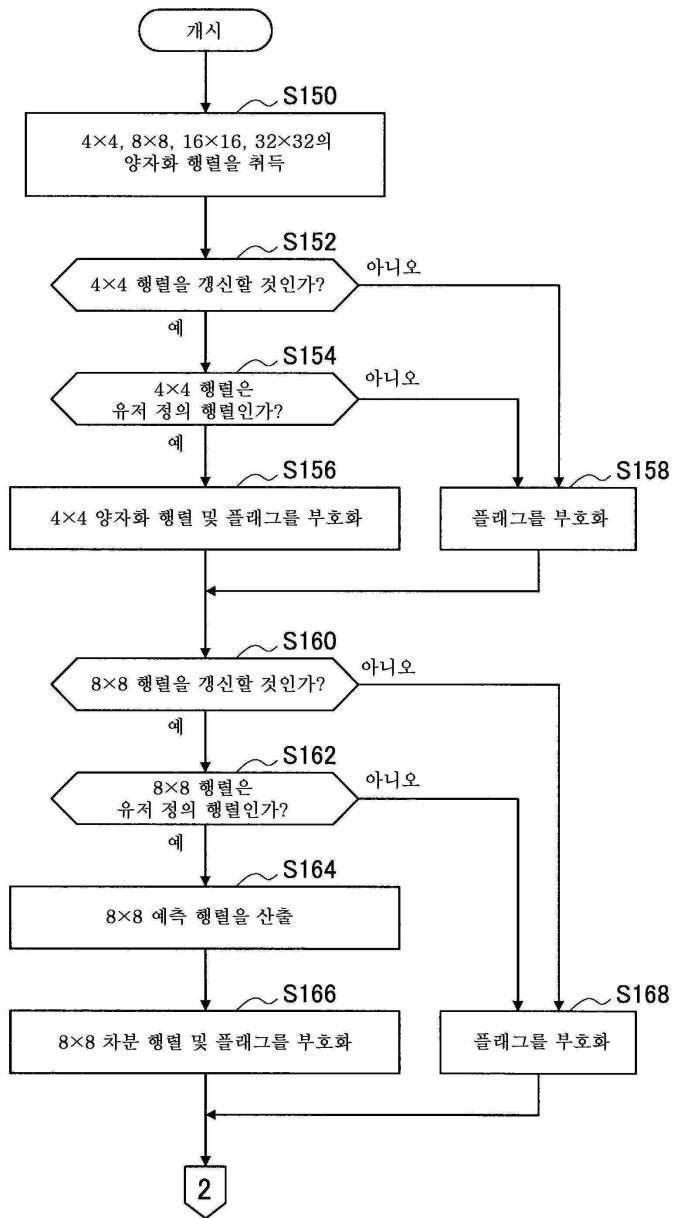 개시
S150
4×4, 8×8, 16×16, 32×32의
양자화 행렬을 취득
S152
4×4 행렬을 갱신할 것인가?
아니오
예
S154
4×4 행렬은
유저 정의 행렬인가?
아니오
예
S156
4×4 양자화 행렬 및 플래그를 부호화
S158
플래그를 부호화
S160
8×8 행렬을 갱신할 것인가?
아니오
예
S162
8×8 행렬은
유저 정의 행렬인가?
아니오
예
S164
8×8 예측 행렬을 산출
S166
8×8 차분 행렬 및 플래그를 부호화
S168
플래그를 부호화
2